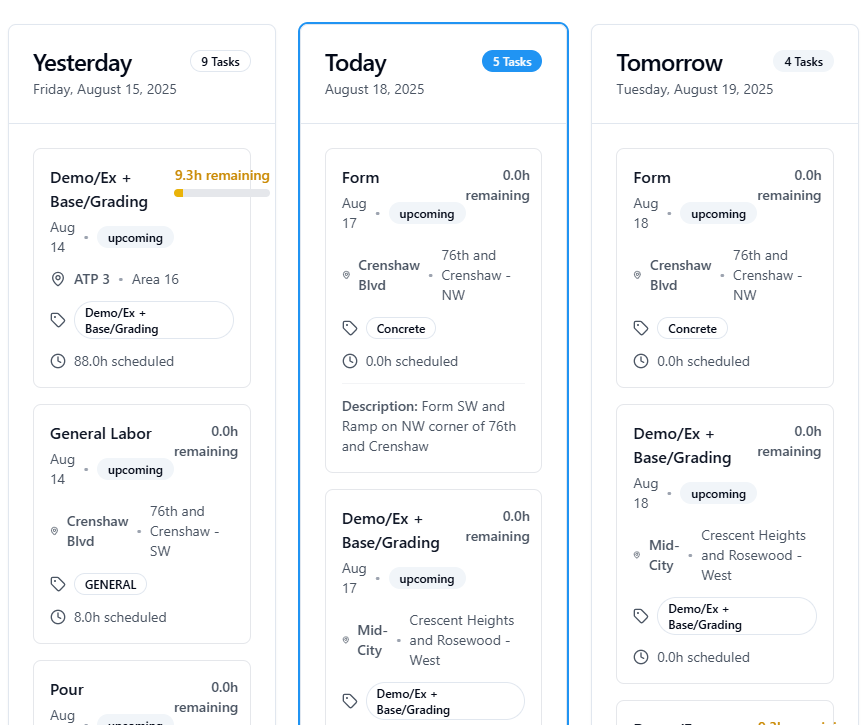 Yesterday
9 Tasks
Friday, August 15, 2025
Demo/Ex +
Base/Grading
9.3h remaining
Aug
14
•
upcoming
ATP 3 • Area 16
Demo/Ex +
Base/Grading
88.0h scheduled
General Labor
0.0h
remaining
Aug
14
•
upcoming
Crenshaw
Blvd
•
76th and
Crenshaw -
SW
GENERAL
8.0h scheduled
Pour
0.0h
remaining
Aug
upcoming
Today
5 Tasks
August 18, 2025
Form
0.0h
remaining
Aug
17
•
upcoming
Crenshaw
Blvd
•
76th and
Crenshaw -
NW
Concrete
0.0h scheduled
Description: Form SW and
Ramp on NW corner of 76th
and Crenshaw
Demo/Ex +
Base/Grading
0.0h
remaining
Aug
17
•
upcoming
Mid-
City
•
Crescent Heights
and Rosewood -
West
Demo/Ex +
Base/Grading
Tomorrow
4 Tasks
Tuesday, August 19, 2025
Form
0.0h
remaining
Aug
18
•
upcoming
Crenshaw
Blvd
•
76th and
Crenshaw -
NW
Concrete
0.0h scheduled
Demo/Ex +
Base/Grading
0.0h
remaining
Aug
18
•
upcoming
Mid-
City
•
Crescent Heights
and Rosewood -
West
Demo/Ex +
Base/Grading
0.0h scheduled